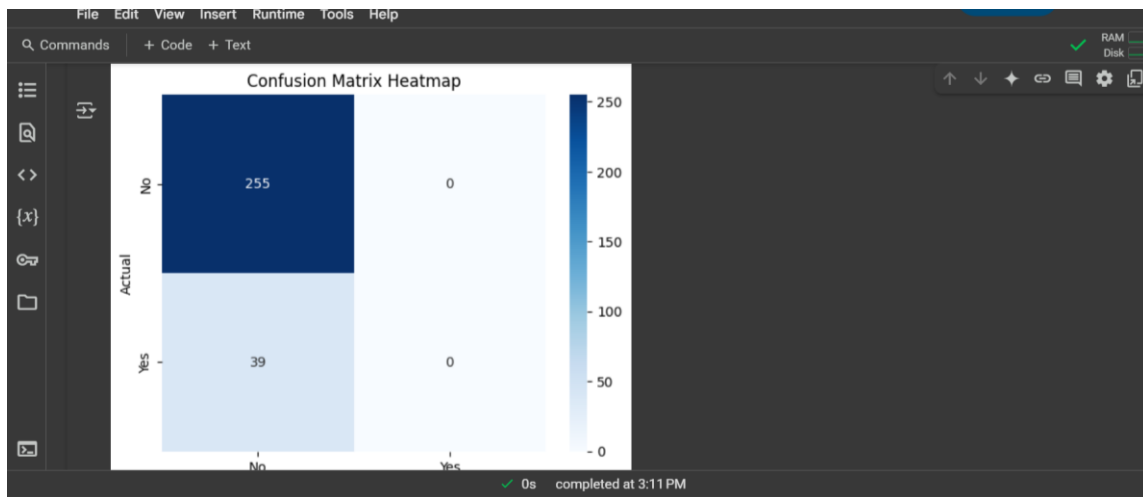 File Edit View Insert Runtime Tools Help
Commands + Code + Text
RAM
Disk
Confusion Matrix Heatmap
250
No 255 0
200
150
Actual
100
Yes 39 0
50
0
No Yes
0s completed at 3:11 PM